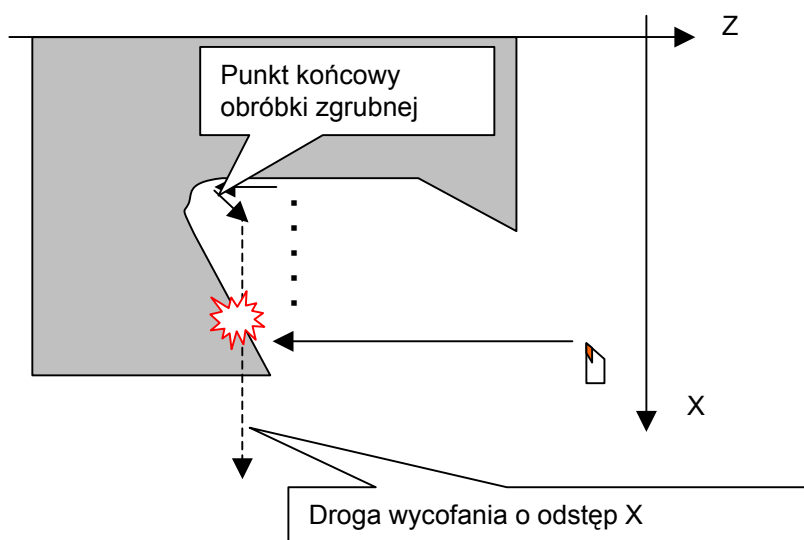 Z
Punkt końcowy
obróbki zgrubnej
X
Droga wycofania o odstęp X